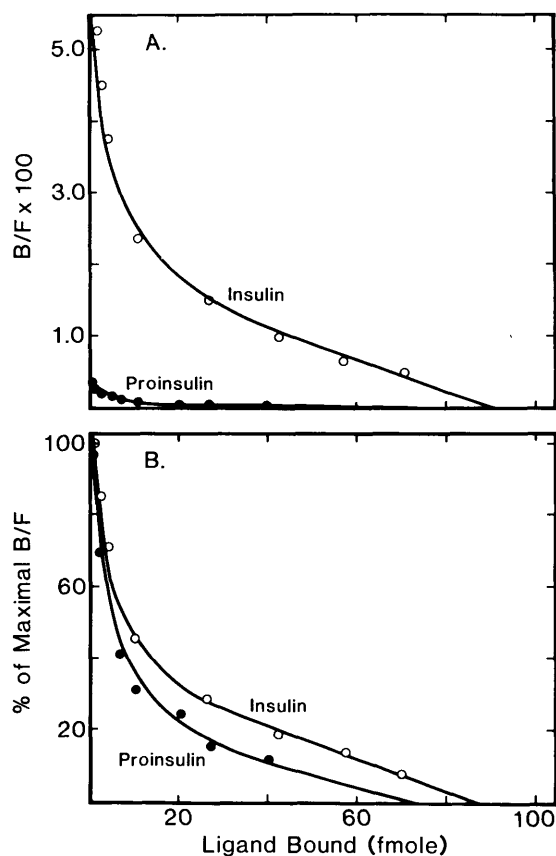 A.
5.0
3.0
1.0
B/F x 100
Insulin
Proinsulin
B.
100
60
20
% of Maximal B/F
Insulin
Proinsulin
20
60
100
Ligand Bound (fmole)